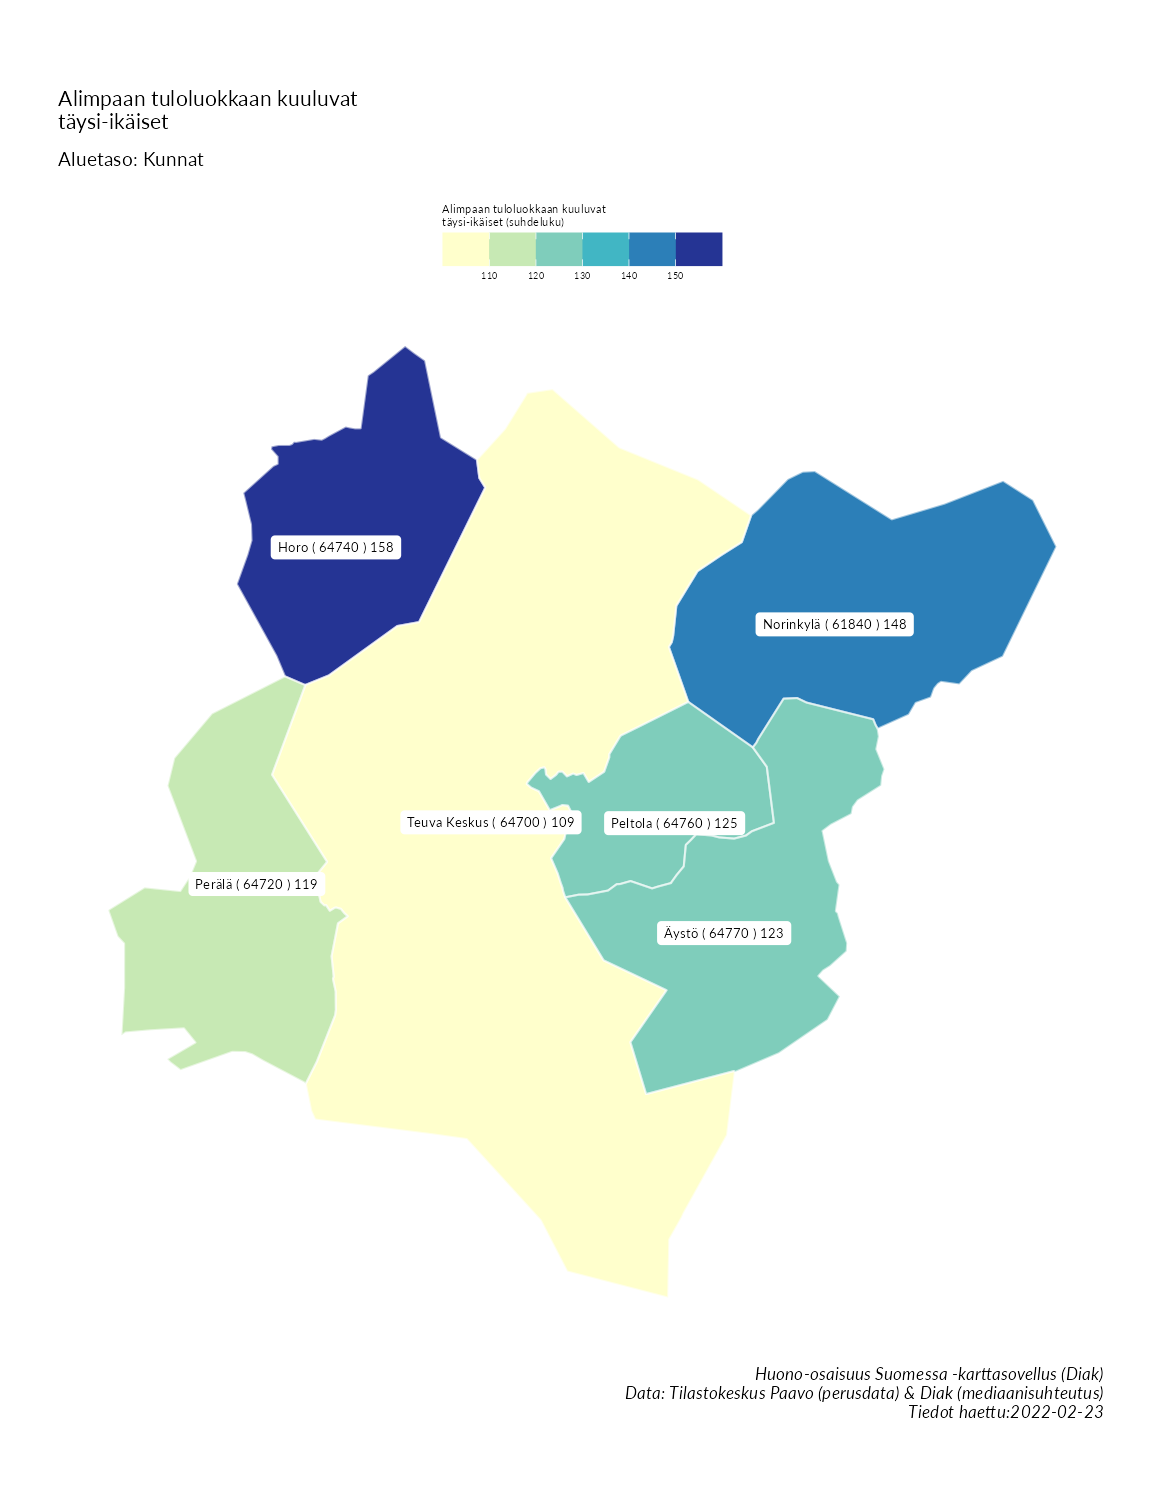 Alimpaan tuloluokkaan kuuluvat
täysi-ikäiset
Aluetaso: Kunnat
Alimpaan tuloluokkaan kuuluvat
täysi-ikäiset (suhdeluku)
110 120 130 140 150
Horo ( 64740 ) 158
Norinkylä ( 61840 ) 148
Teuva Keskus ( 64700 ) 109
Peltola ( 64760 ) 125
Perälä ( 64720 ) 119
Äystö ( 64770 ) 123
Huono-osaisuus Suomessa -karttasovellus (Diak)
Data: Tilastokeskus Paavo (perusdata) & Diak (mediaanisuhteutus)
Tiedot haettu:2022-02-23